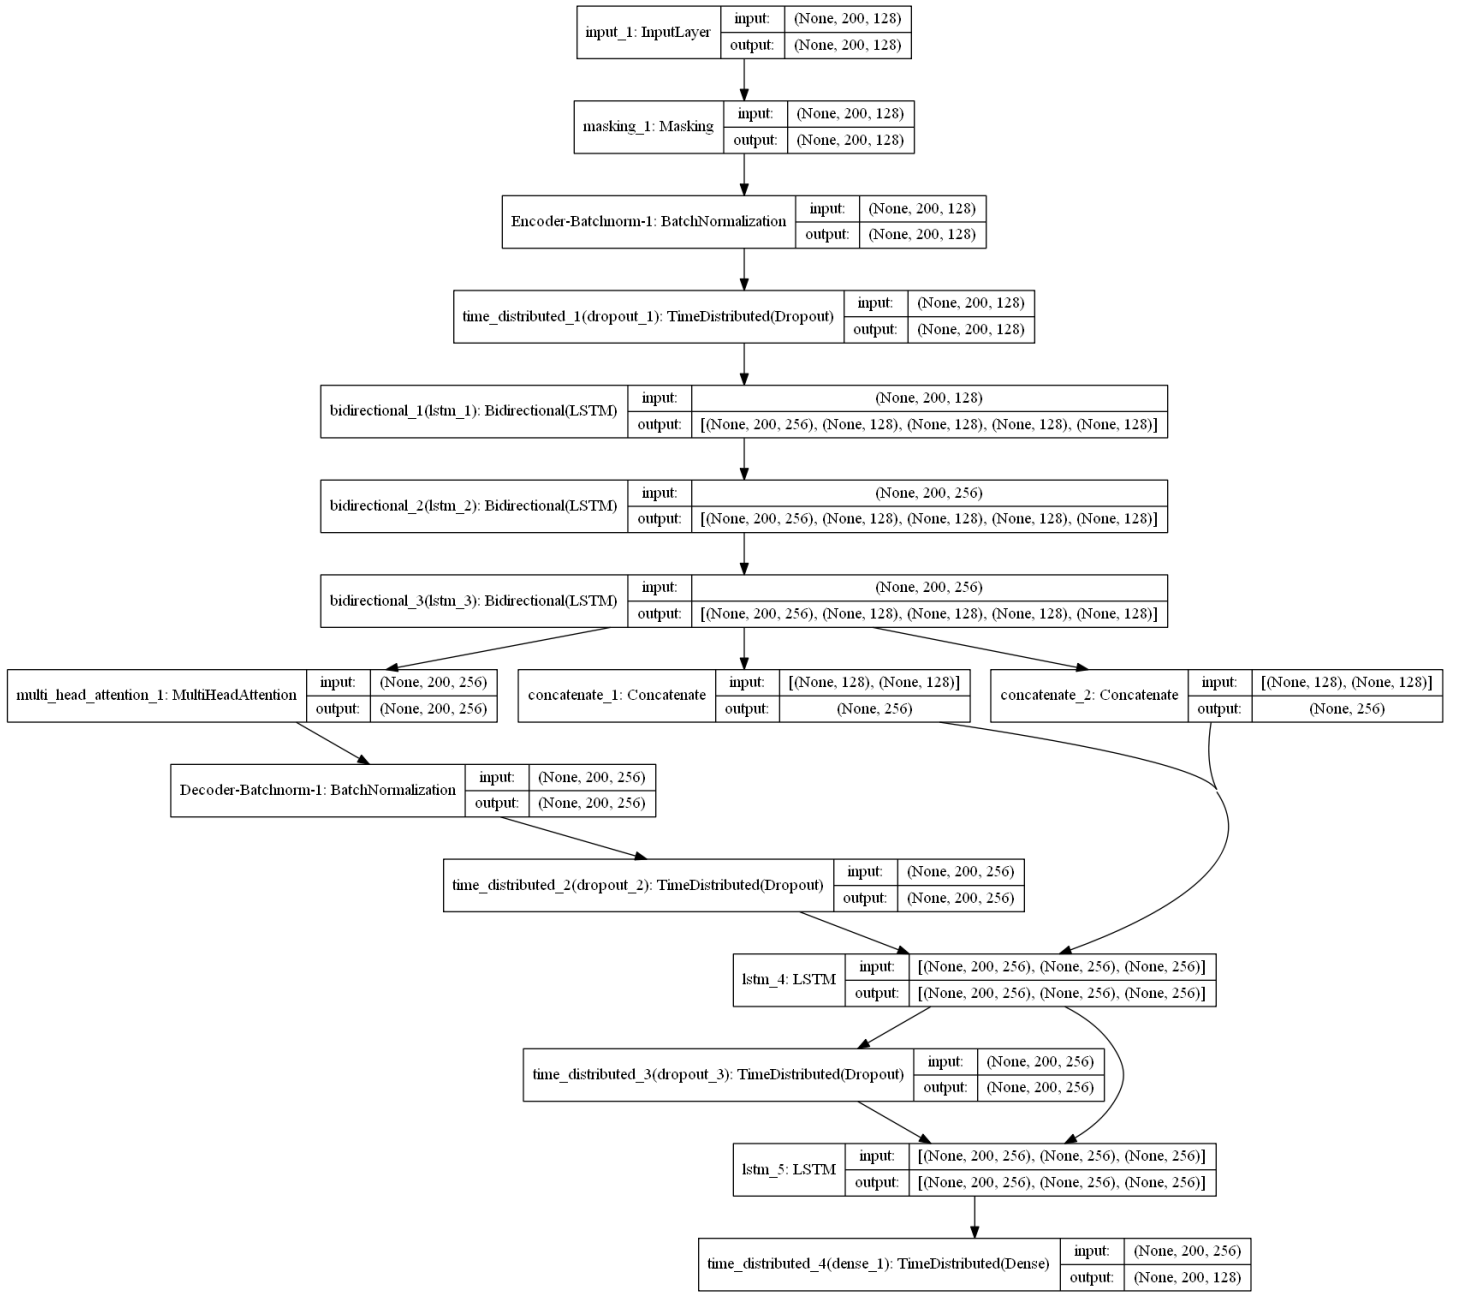 input_1: InputLayer
input: (None, 200, 128)
output: (None, 200, 128)
masking_1: Masking
input: (None, 200, 128)
output: (None, 200, 128)
Encoder-Batchnorm-1: BatchNormalization
input: (None, 200, 128)
output: (None, 200, 128)
time_distributed_1(dropout_1): TimeDistributed(Dropout)
input: (None, 200, 128)
output: (None, 200, 128)
bidirectional_1(lstm_1): Bidirectional(LSTM)
input: (None, 200, 128)
output: [(None, 200, 256), (None, 128), (None, 128), (None, 128), (None, 128)]
bidirectional_2(lstm_2): Bidirectional(LSTM)
input: (None, 200, 256)
output: [(None, 200, 256), (None, 128), (None, 128), (None, 128), (None, 128)]
bidirectional_3(lstm_3): Bidirectional(LSTM)
input: (None, 200, 256)
output: [(None, 200, 256), (None, 128), (None, 128), (None, 128), (None, 128)]
multi_head_attention_1: MultiHeadAttention
input: (None, 200, 256)
output: (None, 200, 256)
concatenate_1: Concatenate
input: [(None, 128), (None, 128)]
output: (None, 256)
concatenate_2: Concatenate
input: [(None, 128), (None, 128)]
output: (None, 256)
Decoder-Batchnorm-1: BatchNormalization
input: (None, 200, 256)
output: (None, 200, 256)
time_distributed_2(dropout_2): TimeDistributed(Dropout)
input: (None, 200, 256)
output: (None, 200, 256)
lstm_4: LSTM
input: [(None, 200, 256), (None, 256), (None, 256)]
output: [(None, 200, 256), (None, 256), (None, 256)]
time_distributed_3(dropout_3): TimeDistributed(Dropout)
input: (None, 200, 256)
output: (None, 200, 256)
lstm_5: LSTM
input: [(None, 200, 256), (None, 256), (None, 256)]
output: [(None, 200, 256), (None, 256), (None, 256)]
time_distributed_4(dense_1): TimeDistributed(Dense)
input: (None, 200, 256)
output: (None, 200, 128)